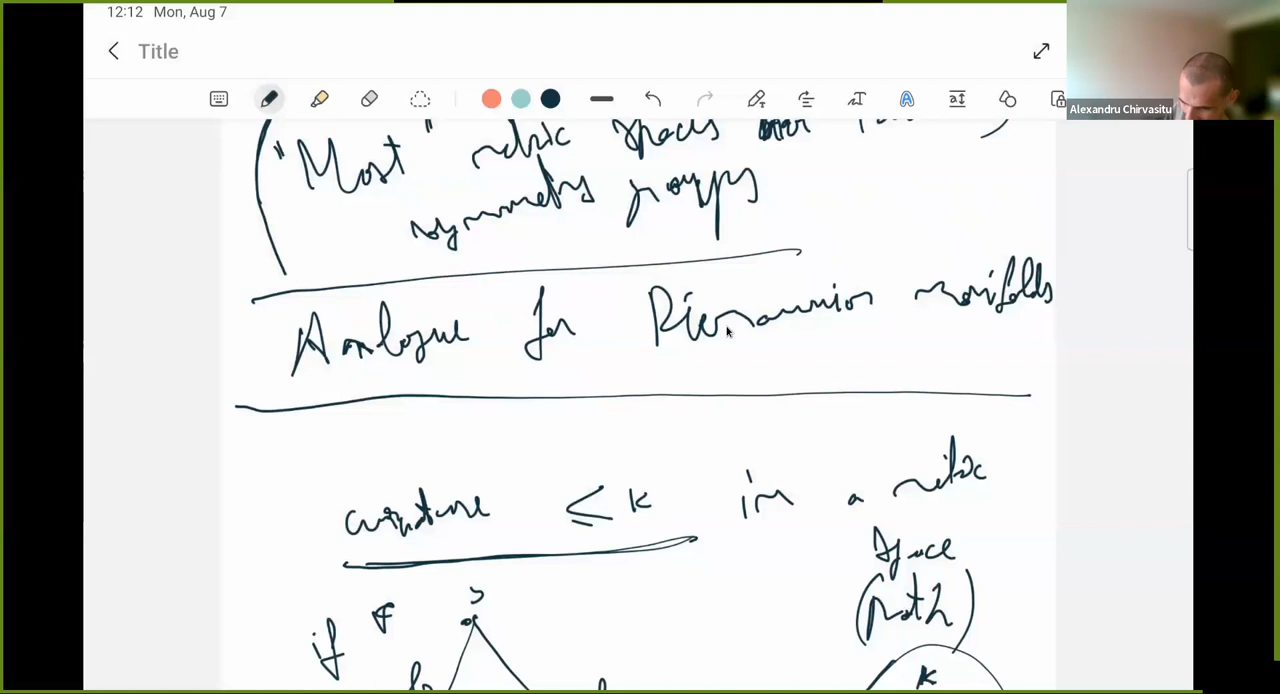 12:12 Mon, Aug 7
Title
Alexandru Chirvasitu
"Most" metric spaces
symmetry groups
Analogue for Riemannian manifolds
curvature ≤ k in a metric
space
(path)
if
k